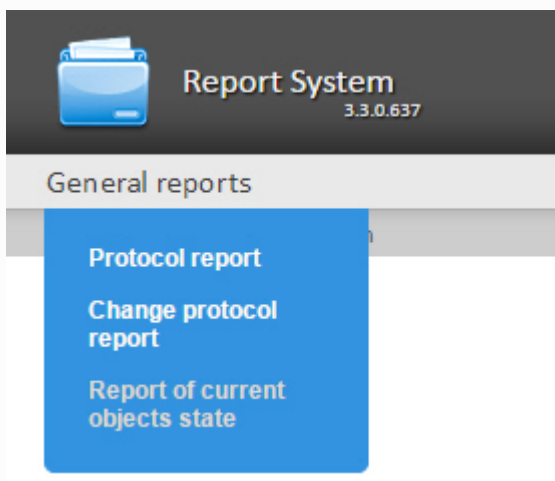 Report System
3.3.0.637
General reports
Protocol report
Change protocol
report
Report of current
objects state